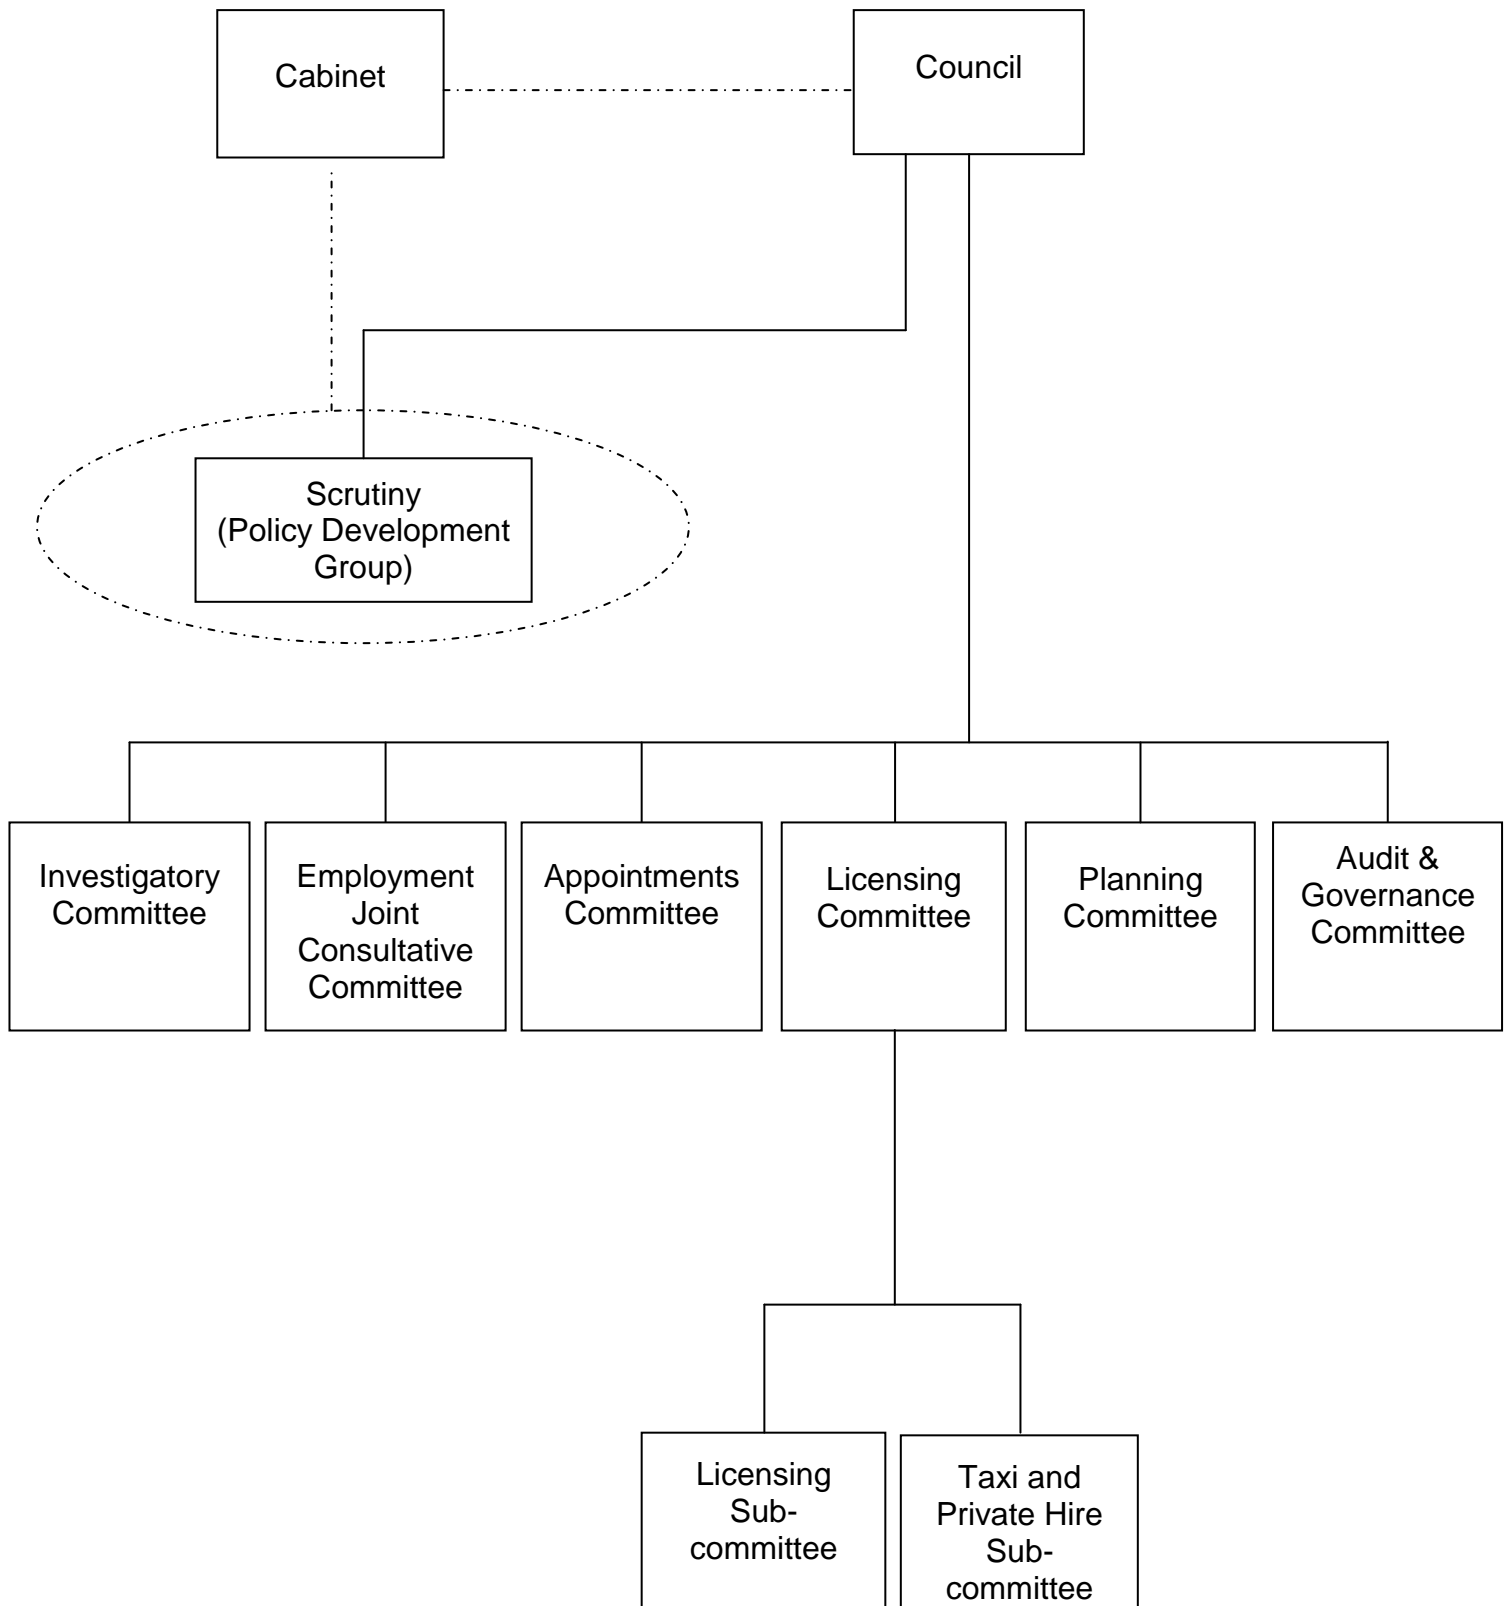 Cabinet
Council
Scrutiny
(Policy Development
Group)
Investigatory
Committee
Employment
Joint
Consultative
Committee
Appointments
Committee
Licensing
Committee
Planning
Committee
Audit &
Governance
Committee
Licensing
Sub-
committee
Taxi and
Private Hire
Sub-
committee